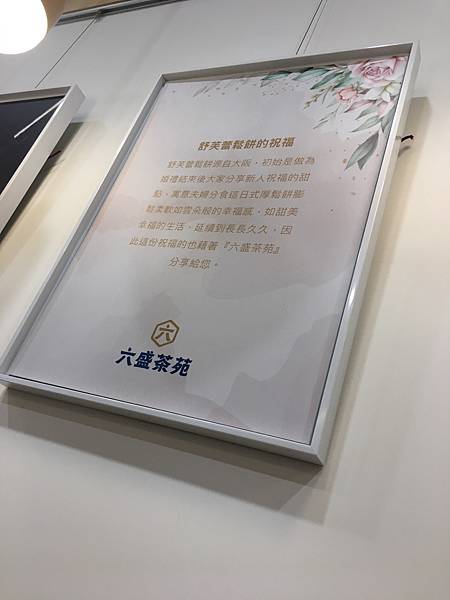 舒芙蕾鬆餅的祝福
舒芙蕾鬆餅源自大阪，初始是做為
婚禮結束後大家分享新人祝福的甜
點、寓意夫婦分食這日式厚鬆餅膨
鬆柔軟如雲朵般的幸福感，如甜美
幸福的生活、延續到長長久久，因
此這份祝福的也藉著『六盛茶苑』
分享給您。
六
六盛茶苑